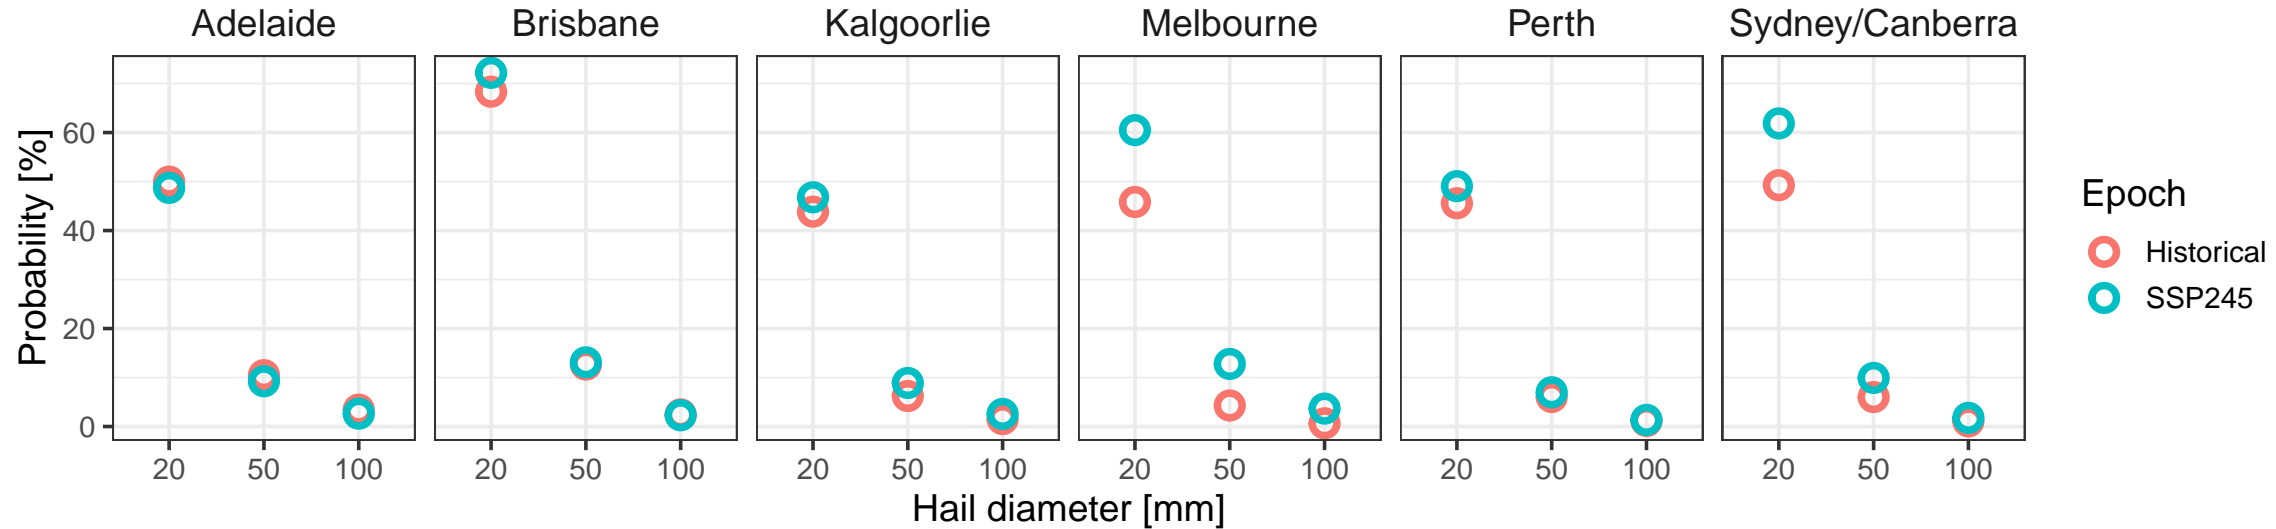 Adelaide Brisbane Kalgoorlie Melbourne Perth Sydney/Canberra
Probability [%]
60
40
20
0
20 50 100 20 50 100 20 50 100 20 50 100 20 50 100 20 50 100
Hail diameter [mm]
Epoch
Historical
SSP245